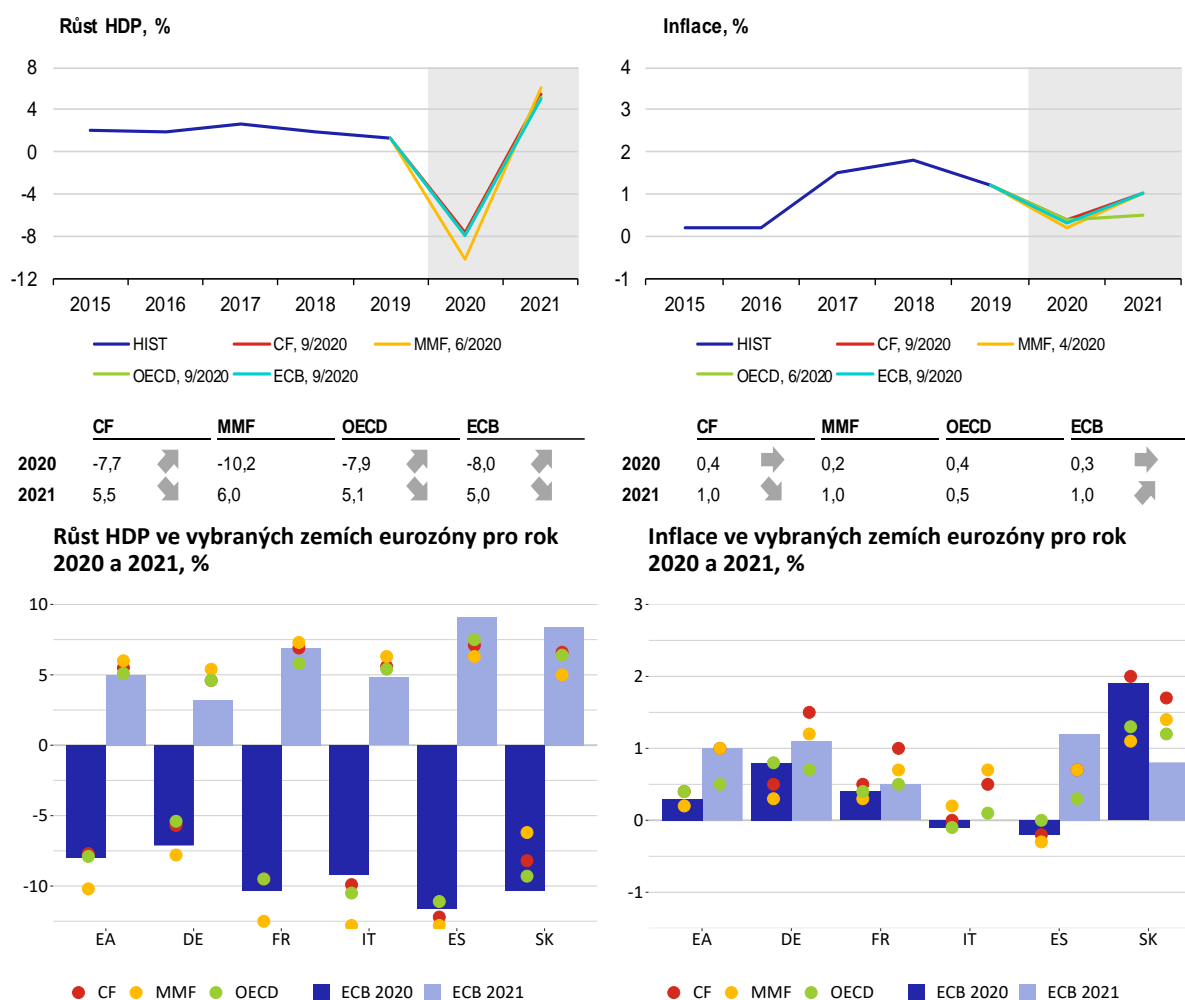 Růst HDP, %
8
4
0
-4
-8
-12
2015 2016 2017 2018 2019 2020 2021
HIST CF, 9/2020 MMF, 6/2020
OECD, 9/2020 ECB, 9/2020
CF MMF OECD ECB
2020 -7,7 -10,2 -7,9 -8,0
2021 5,5 6,0 5,1 5,0
Inflace, %
4
3
2
1
0
-1
2015 2016 2017 2018 2019 2020 2021
HIST CF, 9/2020 MMF, 4/2020
OECD, 6/2020 ECB, 9/2020
CF MMF OECD ECB
2020 0,4 0,2 0,4 0,3
2021 1,0 1,0 0,5 1,0
Růst HDP ve vybraných zemích eurozóny pro rok
2020 a 2021, %
10
5
0
-5
-10
EA DE FR IT ES SK
CF MMF OECD ECB 2020 ECB 2021
Inflace ve vybraných zemích eurozóny pro rok
2020 a 2021, %
3
2
1
0
-1
EA DE FR IT ES SK
CF MMF OECD ECB 2020 ECB 2021